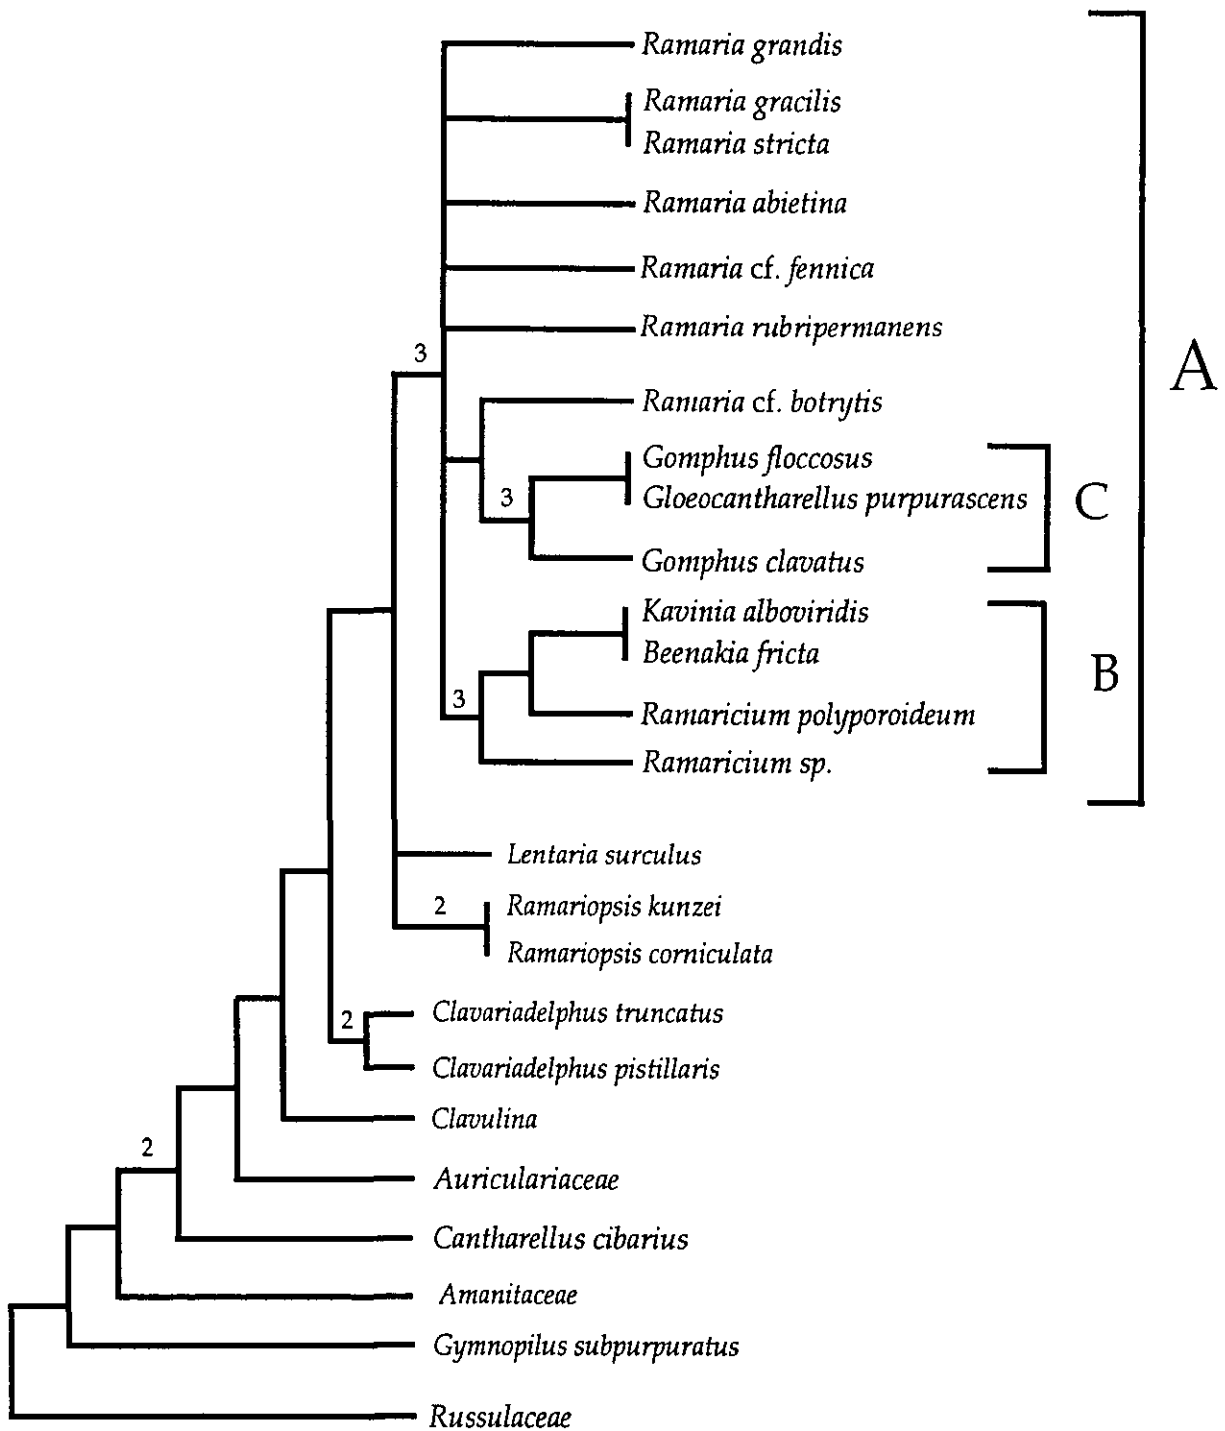 Ramaria grandis
Ramaria gracilis
Ramaria stricta
Ramaria abietina
Ramaria cf. fennica
Ramaria rubripermanens
3
A
Ramaria cf. botrytis
Gomphus floccosus
Gloeocantharellus purpurascens
3
C
Gomphus clavatus
Kavinia alboviridis
Beenakia fricta
3
B
Ramaricium polyporoideum
Ramaricium sp.
Lentaria surculus
2
Ramariopsis kunzei
Ramariopsis corniculata
2
Clavariadelphus truncatus
Clavariadelphus pistillaris
Clavulina
2
Auriculariaceae
Cantharellus cibarius
Amanitaceae
Gymnopilus subpurpuratus
Russulaceae